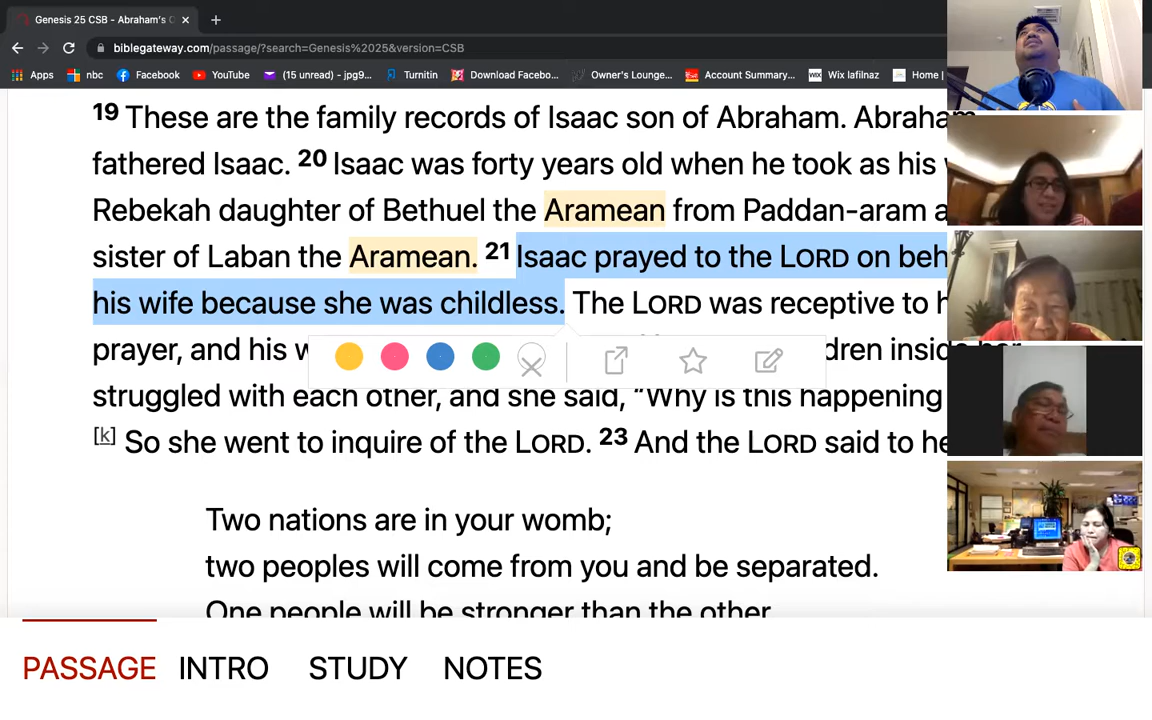 Genesis 25 CSB - Abraham's C
biblegateway.com/passage/?search=Genesis%2025&version=CSB
Apps nbc Facebook YouTube (15 unread) - jpg9... Turnitin Download Facebo... Owner's Lounge... Account Summary... WIX Wix lafilnaz Home |
19 These are the family records of Isaac son of Abraham. Abraham
fathered Isaac. 20 Isaac was forty years old when he took as his
Rebekah daughter of Bethuel the Aramean from Paddan-aram
sister of Laban the Aramean. 21 Isaac prayed to the LORD on beh
his wife because she was childless. The LORD was receptive to h
prayer, and his w dren inside her
struggled with each other, and she said, “Why is this happening
[k] So she went to inquire of the LORD. 23 And the LORD said to he
Two nations are in your womb;
two peoples will come from you and be separated.
One people will be stronger than the other
PASSAGE INTRO STUDY NOTES